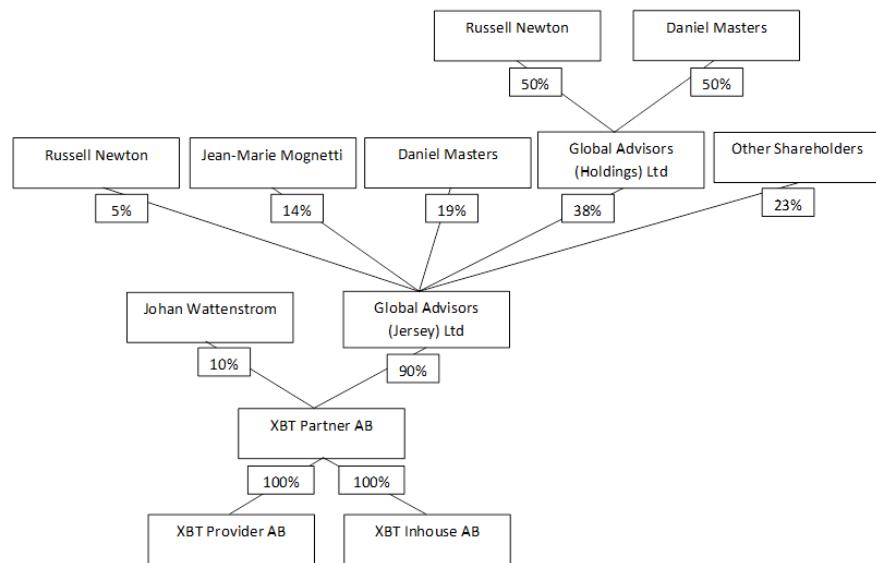 Russell Newton
Daniel Masters
50%
50%
Russell Newton
Jean-Marie Mognetti
Daniel Masters
Global Advisors
(Holdings) Ltd
Other Shareholders
5%
14%
19%
38%
23%
Johan Wattenstrom
Global Advisors
(Jersey) Ltd
10%
90%
XBT Partner AB
100%
100%
XBT Provider AB
XBT Inhouse AB